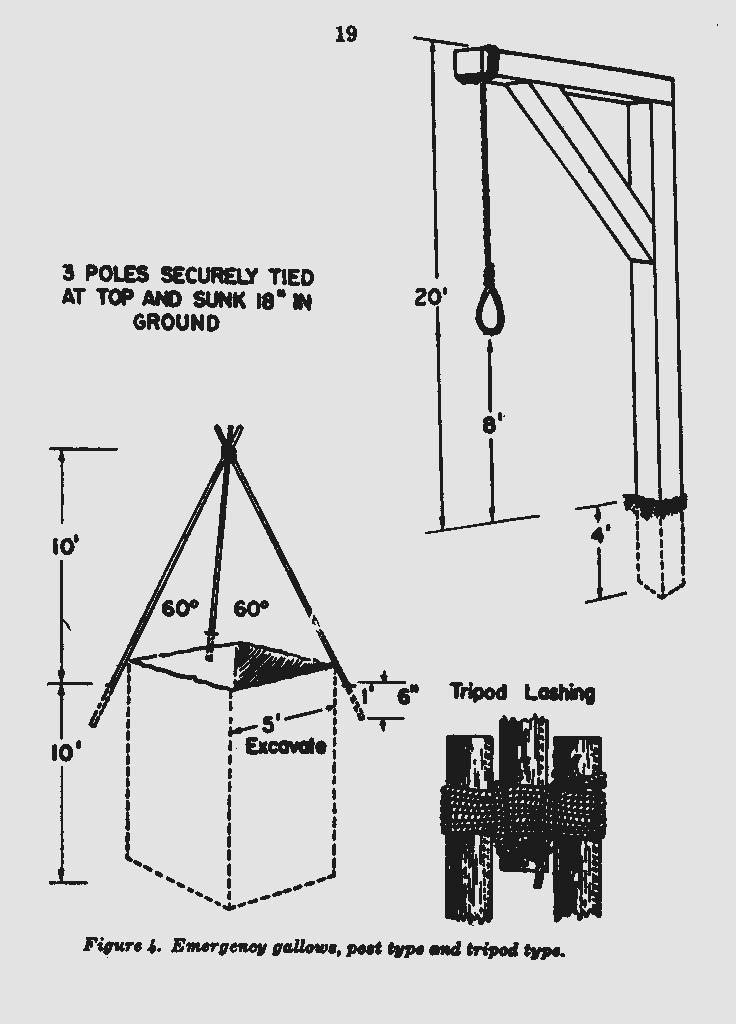 19
3 POLES SECURELY TIED
AT TOP AND SUNK 18" IN
GROUND
20'
8'
4'
10'
60° 60°
10'
1' 6"
5'
Excavate
Tripod Lashing
Figure 4. Emergency gallows, post type and tripod type.